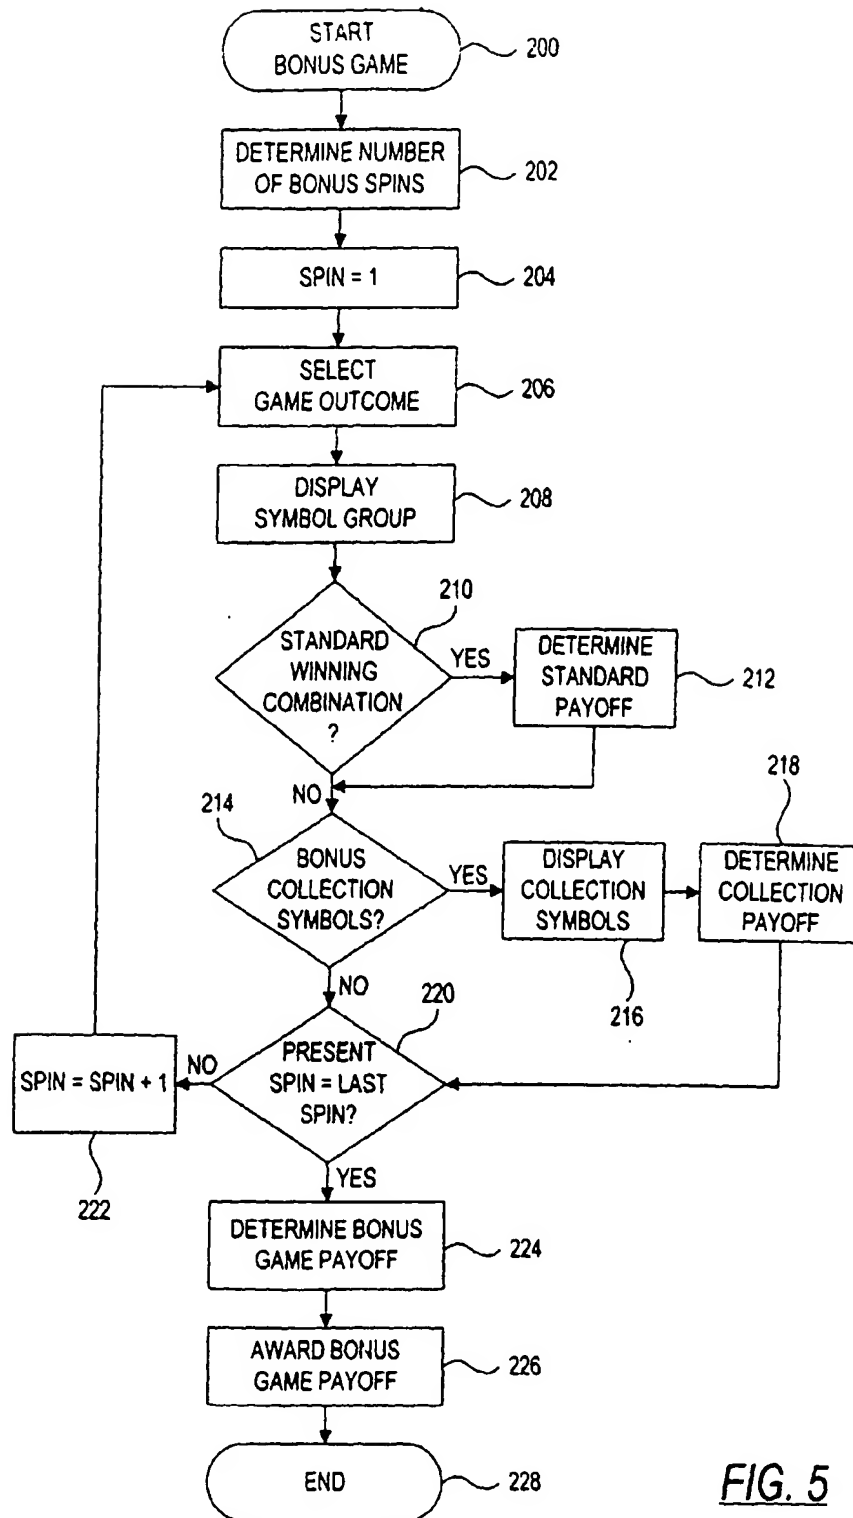 START
BONUS GAME
200
DETERMINE NUMBER
OF BONUS SPINS
202
SPIN = 1
204
SELECT
GAME OUTCOME
206
DISPLAY
SYMBOL GROUP
208
210
STANDARD
WINNING
COMBINATION
?
YES
DETERMINE
STANDARD
PAYOFF
212
NO
214
218
BONUS
COLLECTION
SYMBOLS?
YES
DISPLAY
COLLECTION
SYMBOLS
DETERMINE
COLLECTION
PAYOFF
216
NO
220
PRESENT
SPIN = LAST
SPIN?
NO
SPIN = SPIN + 1
222
YES
DETERMINE BONUS
GAME PAYOFF
224
AWARD BONUS
GAME PAYOFF
226
END
228
FIG. 5